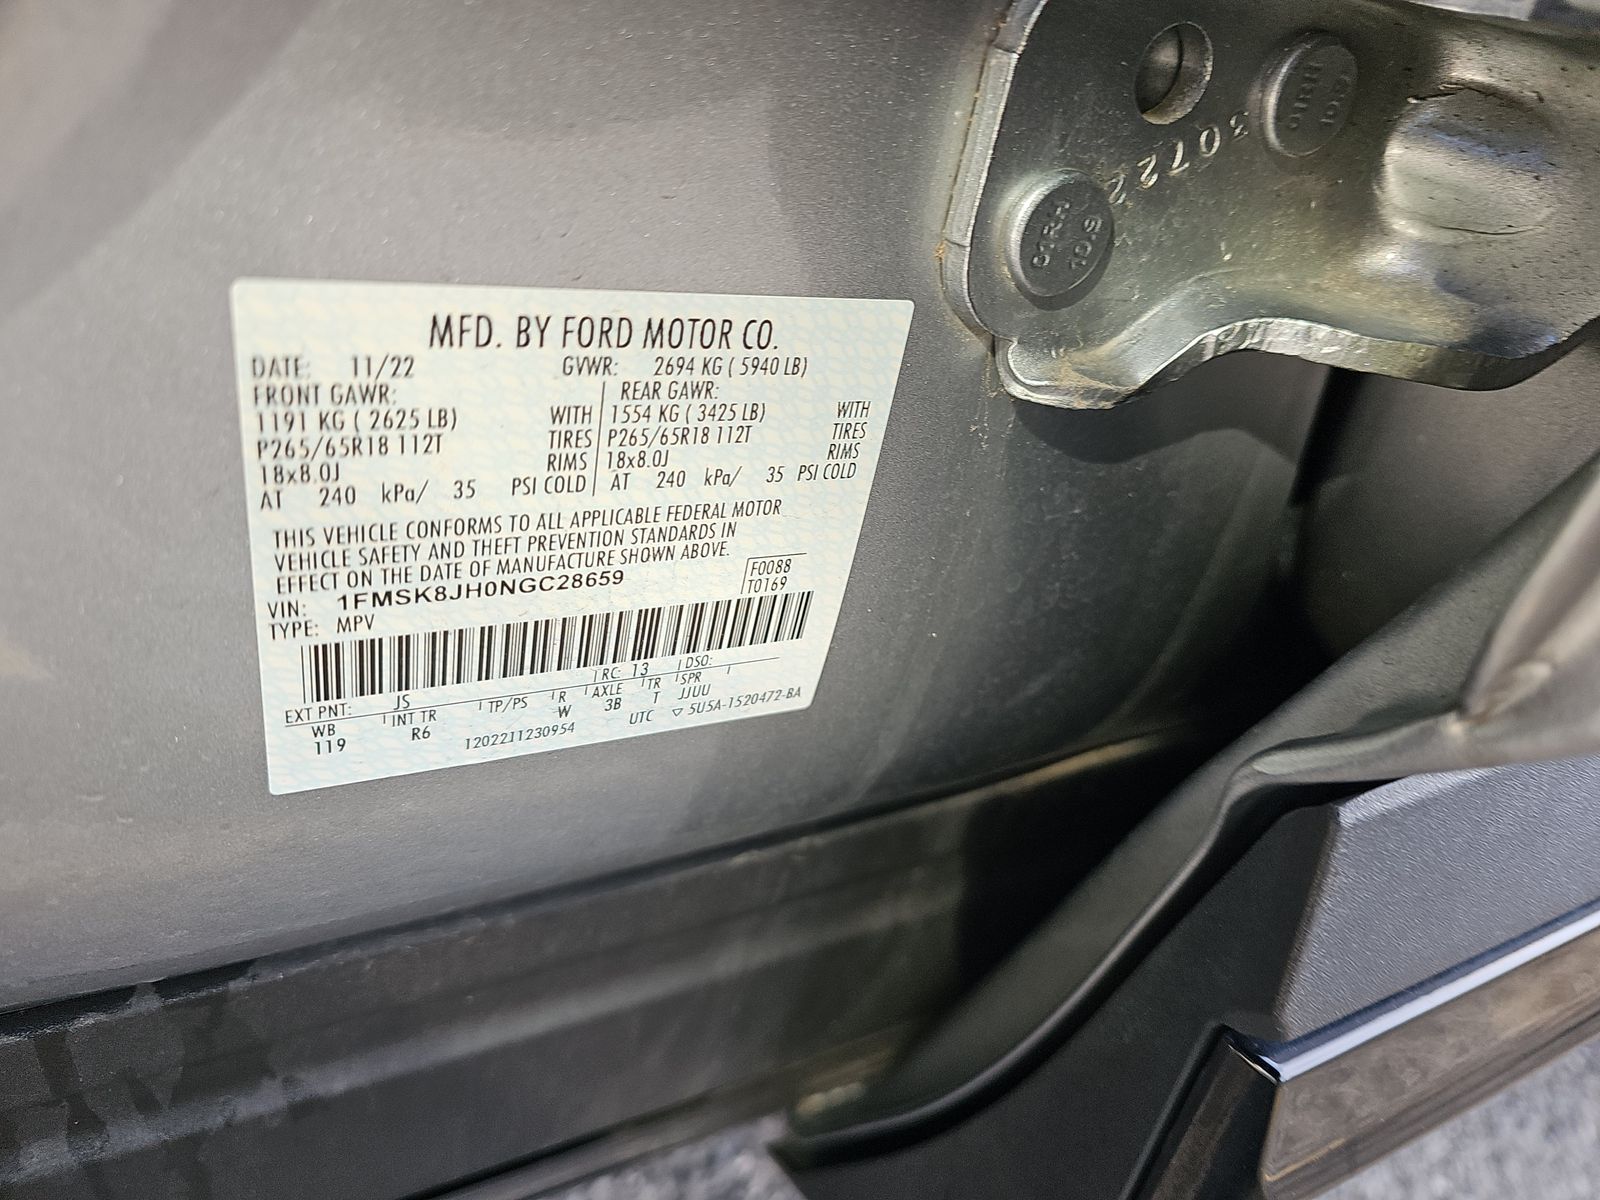 30722
01RH
10.9
MFD. BY FORD MOTOR CO.
DATE: 11/22 GVWR: 2694 KG ( 5940 LB)
FRONT GAWR: REAR GAWR:
1191 KG ( 2625 LB) WITH 1554 KG ( 3425 LB) WITH
P265/65R18 112T TIRES P265/65R18 112T TIRES
18x8.0J RIMS 18x8.0J RIMS
AT 240 kPa/ 35 PSI COLD AT 240 kPa/ 35 PSI COLD
THIS VEHICLE CONFORMS TO ALL APPLICABLE FEDERAL MOTOR
VEHICLE SAFETY AND THEFT PREVENTION STANDARDS IN
EFFECT ON THE DATE OF MANUFACTURE SHOWN ABOVE.
VIN: 1FMSK8JH0NGC28659 F0088
TYPE: MPV T0169
EXT PNT: JS RC: 13 DSO:
WB INT TR TP/PS R AXLE TR SPR
119 R6 W 3B T JJUU
1202211230954 UTC ▽ 5U5A-1520472-BA